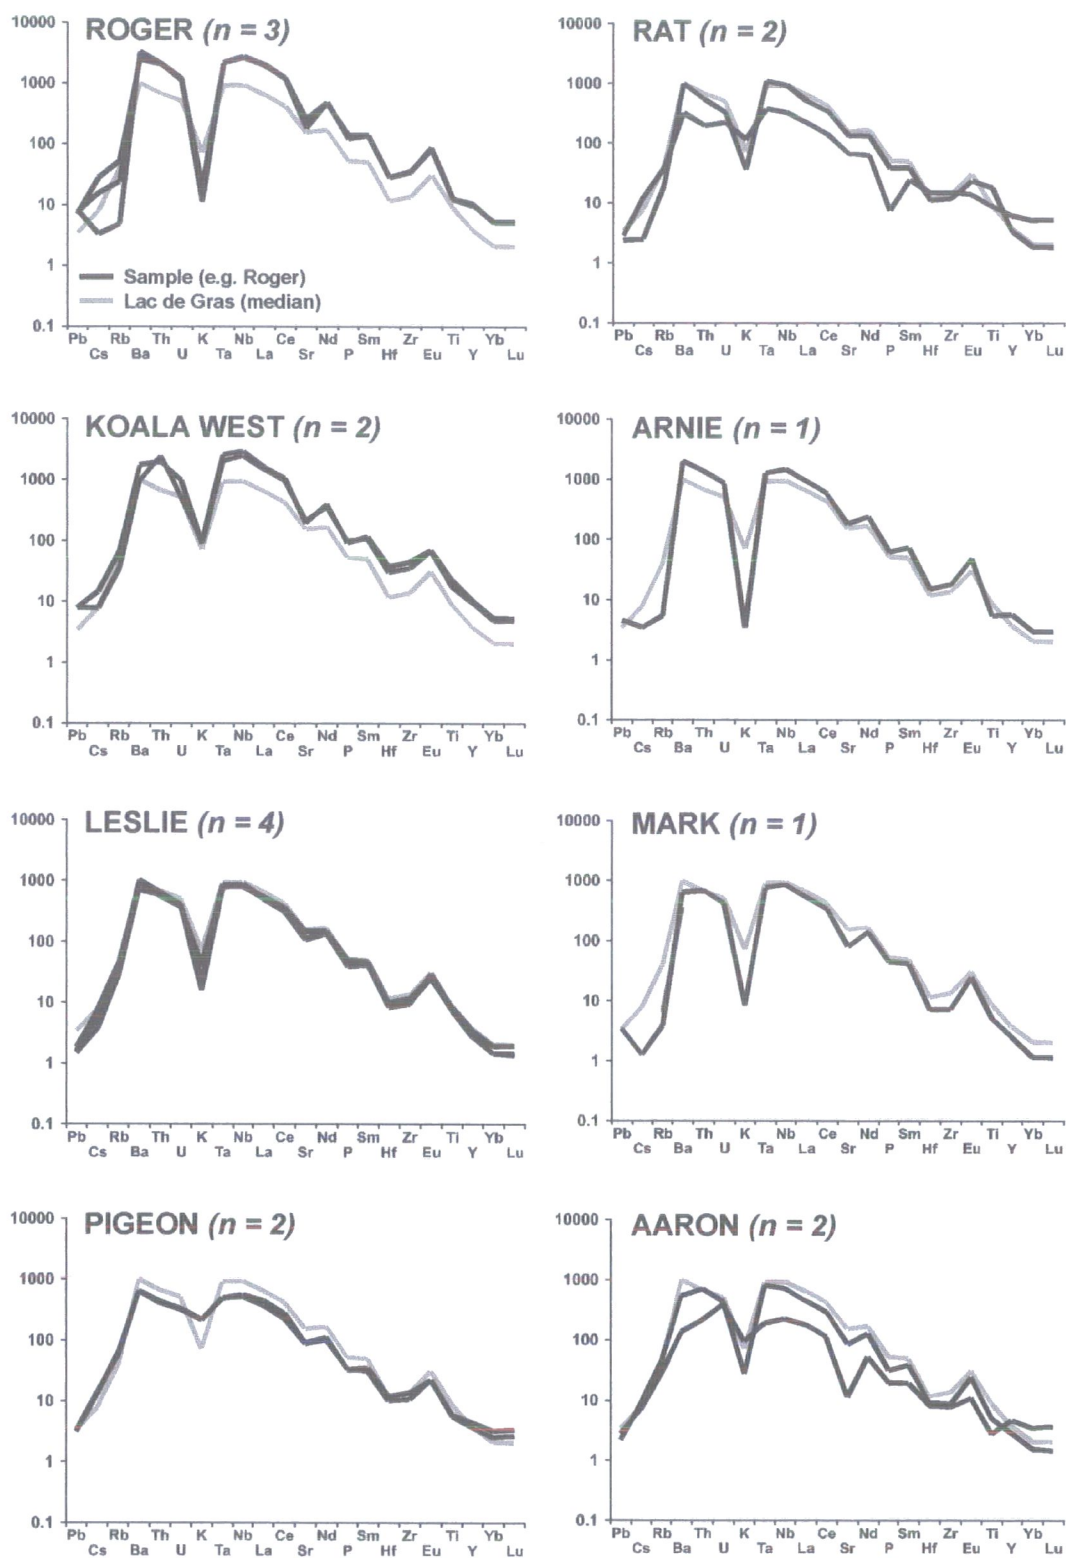 ROGER (n = 3)
10000
1000
100
10
1
0.1
Sample (e.g. Roger)
Lac de Gras (median)
Pb Rb Th K Nb Ce Nd Sm Zr Ti Yb
Cs Ba U Ta La Sr P Hf Eu Y Lu
RAT (n = 2)
10000
1000
100
10
1
0.1
Pb Rb Th K Nb Ce Nd Sm Zr Ti Yb
Cs Ba U Ta La Sr P Hf Eu Y Lu
KOALA WEST (n = 2)
10000
1000
100
10
1
0.1
Pb Rb Th K Nb Ce Nd Sm Zr Ti Yb
Cs Ba U Ta La Sr P Hf Eu Y Lu
ARNIE (n = 1)
10000
1000
100
10
1
0.1
Pb Rb Th K Nb Ce Nd Sm Zr Ti Yb
Cs Ba U Ta La Sr P Hf Eu Y Lu
LESLIE (n = 4)
10000
1000
100
10
1
0.1
Pb Rb Th K Nb Ce Nd Sm Zr Ti Yb
Cs Ba U Ta La Sr P Hf Eu Y Lu
MARK (n = 1)
10000
1000
100
10
1
0.1
Pb Rb Th K Nb Ce Nd Sm Zr Ti Yb
Cs Ba U Ta La Sr P Hf Eu Y Lu
PIGEON (n = 2)
10000
1000
100
10
1
0.1
Pb Rb Th K Nb Ce Nd Sm Zr Ti Yb
Cs Ba U Ta La Sr P Hf Eu Y Lu
AARON (n = 2)
10000
1000
100
10
1
0.1
Pb Rb Th K Nb Ce Nd Sm Zr Ti Yb
Cs Ba U Ta La Sr P Hf Eu Y Lu